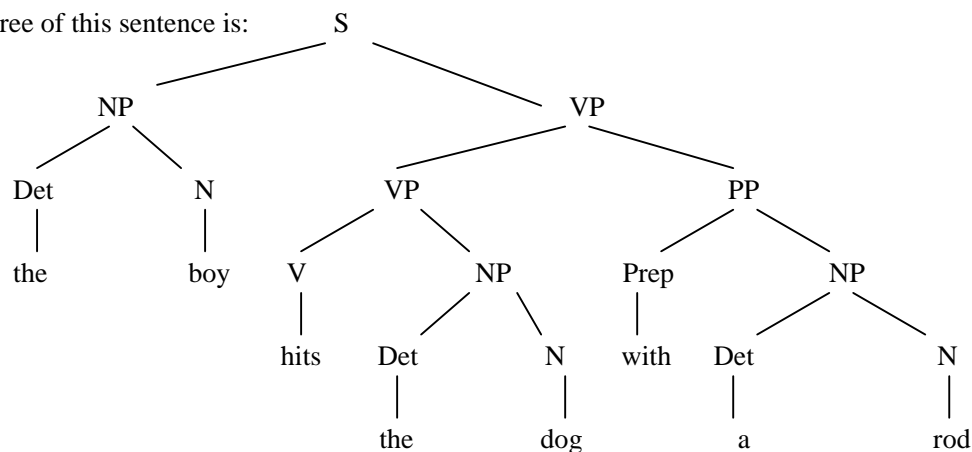 ree of this sentence is: S
NP VP
Det N VP PP
the boy V NP Prep NP
hits Det N with Det N
the dog a rod